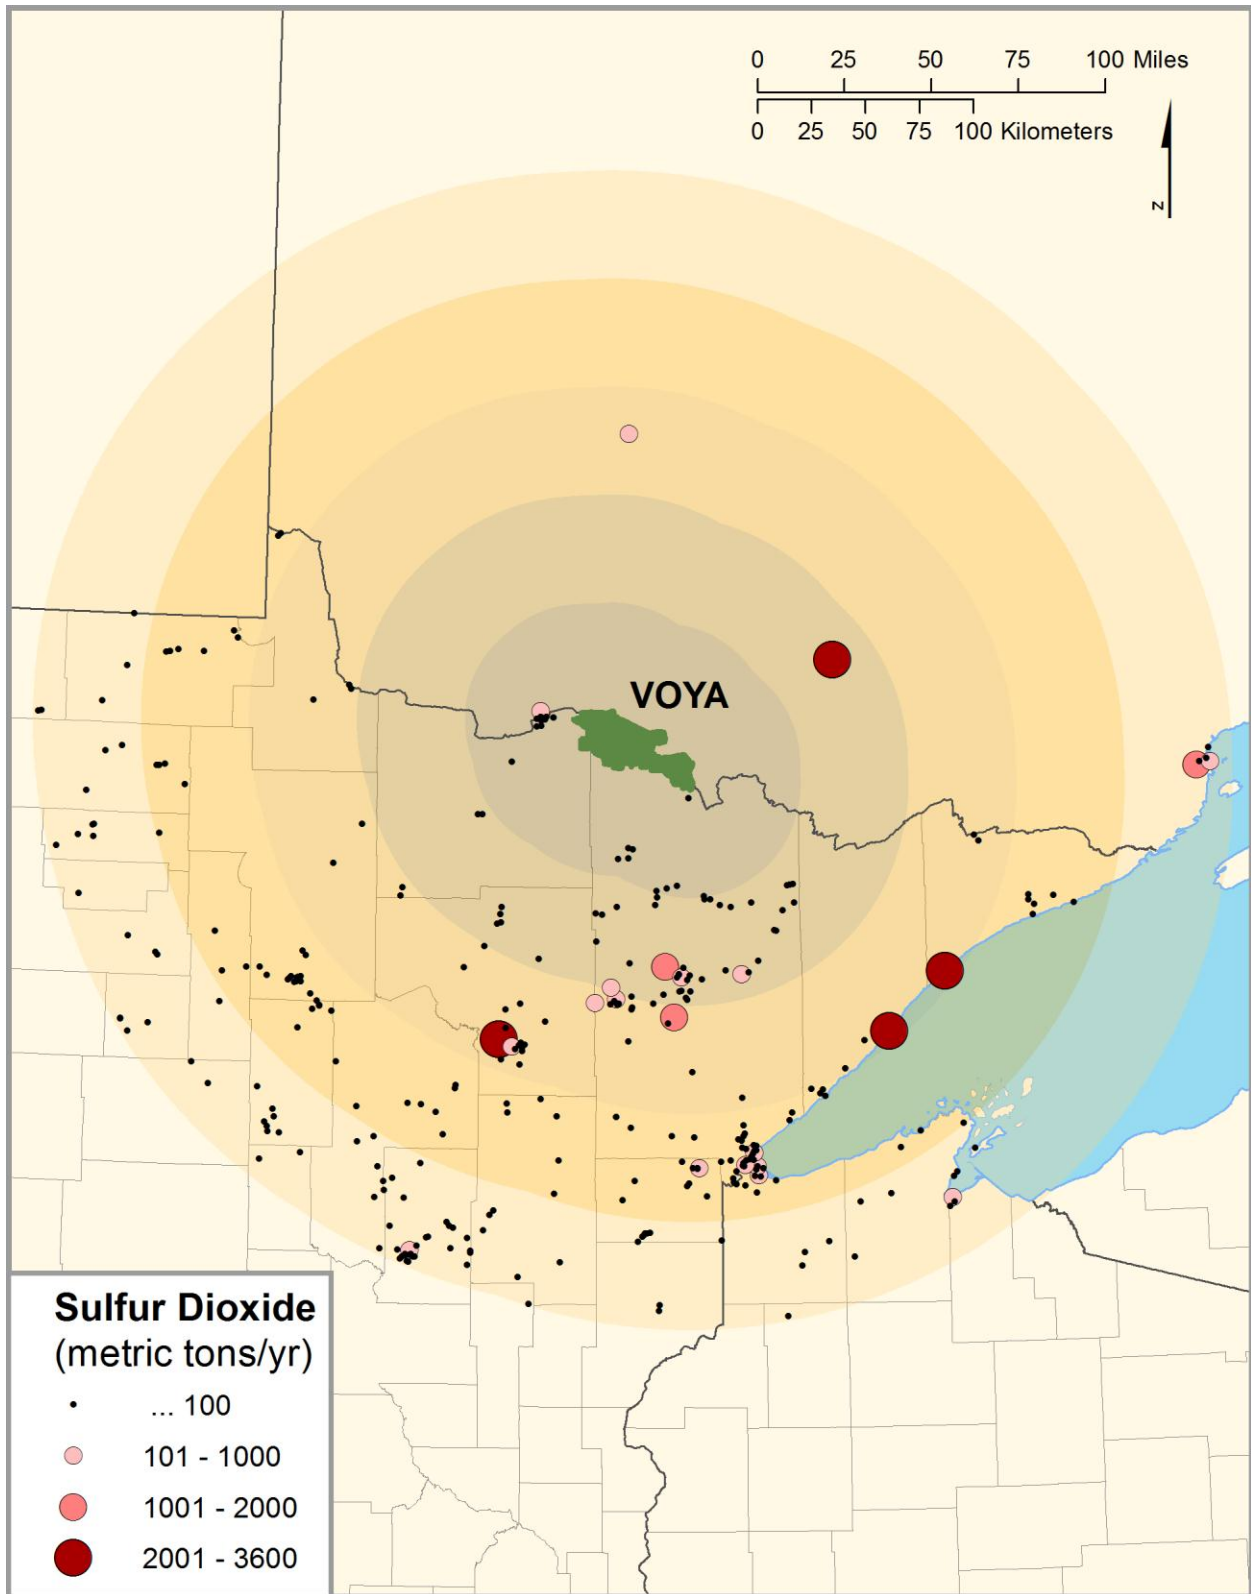 0 25 50 75 100 Miles
0 25 50 75 100 Kilometers
z
VOYA
Sulfur Dioxide
(metric tons/yr)
... 100
101 - 1000
1001 - 2000
2001 - 3600